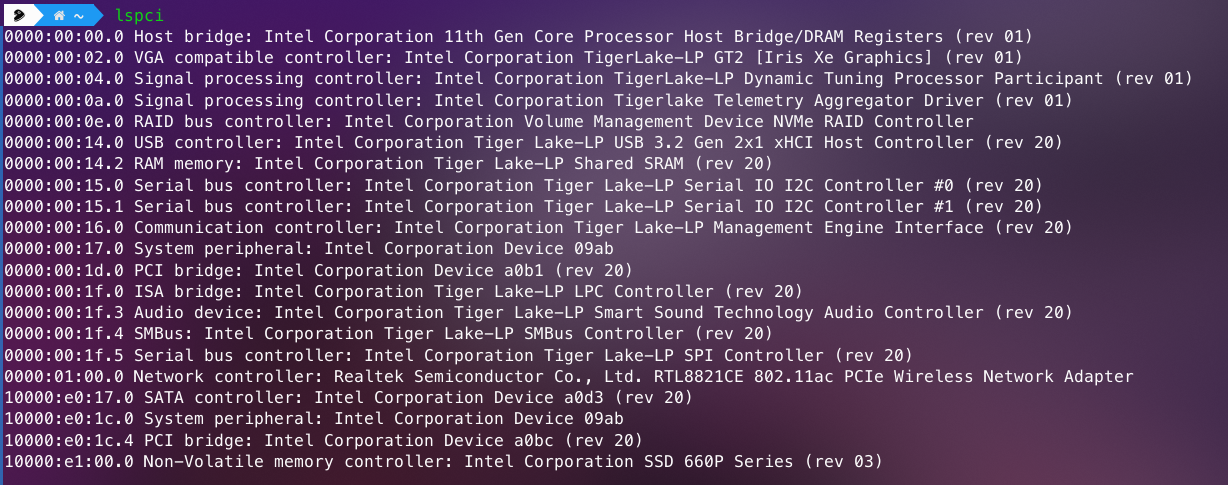 ~ lspci
0000:00:00.0 Host bridge: Intel Corporation 11th Gen Core Processor Host Bridge/DRAM Registers (rev 01)
0000:00:02.0 VGA compatible controller: Intel Corporation TigerLake-LP GT2 [Iris Xe Graphics] (rev 01)
0000:00:04.0 Signal processing controller: Intel Corporation TigerLake-LP Dynamic Tuning Processor Participant (rev 01)
0000:00:0a.0 Signal processing controller: Intel Corporation Tigerlake Telemetry Aggregator Driver (rev 01)
0000:00:0e.0 RAID bus controller: Intel Corporation Volume Management Device NVMe RAID Controller
0000:00:14.0 USB controller: Intel Corporation Tiger Lake-LP USB 3.2 Gen 2x1 xHCI Host Controller (rev 20)
0000:00:14.2 RAM memory: Intel Corporation Tiger Lake-LP Shared SRAM (rev 20)
0000:00:15.0 Serial bus controller: Intel Corporation Tiger Lake-LP Serial IO I2C Controller #0 (rev 20)
0000:00:15.1 Serial bus controller: Intel Corporation Tiger Lake-LP Serial IO I2C Controller #1 (rev 20)
0000:00:16.0 Communication controller: Intel Corporation Tiger Lake-LP Management Engine Interface (rev 20)
0000:00:17.0 System peripheral: Intel Corporation Device 09ab
0000:00:1d.0 PCI bridge: Intel Corporation Device a0b1 (rev 20)
0000:00:1f.0 ISA bridge: Intel Corporation Tiger Lake-LP LPC Controller (rev 20)
0000:00:1f.3 Audio device: Intel Corporation Tiger Lake-LP Smart Sound Technology Audio Controller (rev 20)
0000:00:1f.4 SMBus: Intel Corporation Tiger Lake-LP SMBus Controller (rev 20)
0000:00:1f.5 Serial bus controller: Intel Corporation Tiger Lake-LP SPI Controller (rev 20)
0000:01:00.0 Network controller: Realtek Semiconductor Co., Ltd. RTL8821CE 802.11ac PCIe Wireless Network Adapter
10000:e0:17.0 SATA controller: Intel Corporation Device a0d3 (rev 20)
10000:e0:1c.0 System peripheral: Intel Corporation Device 09ab
10000:e0:1c.4 PCI bridge: Intel Corporation Device a0bc (rev 20)
10000:e1:00.0 Non-Volatile memory controller: Intel Corporation SSD 660P Series (rev 03)